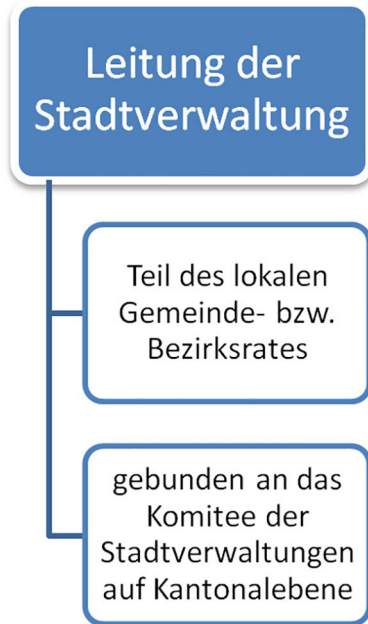 Leitung der
Stadtverwaltung
Teil des lokalen
Gemeinde- bzw.
Bezirksrates
gebunden an das
Komitee der
Stadtverwaltungen
auf Kantonalebene